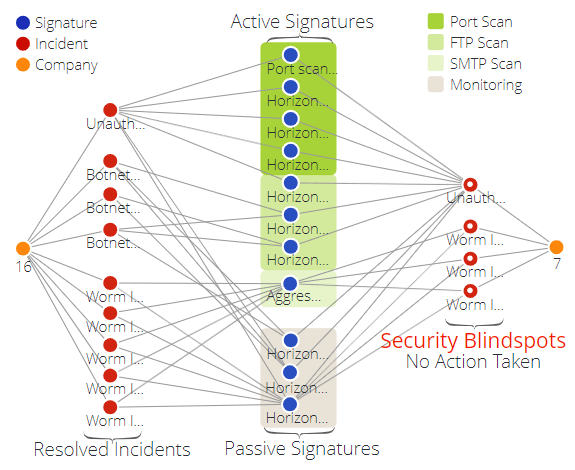 Signature
Incident
Company
Active Signatures
Port Scan
FTP Scan
SMTP Scan
Monitoring
Port scan...
Horizon...
Horizon...
Horizon...
Horizon...
Horizon...
Horizon...
Aggres...
Horizon...
Horizon...
Horizon...
Unauth...
Botnet...
Botnet...
Botnet...
Worm I...
Worm I...
Worm I...
Worm I...
Worm I...
16
Unauth...
Worm I...
Worm I...
Worm I...
7
Security Blindspots
No Action Taken
Resolved Incidents
Passive Signatures